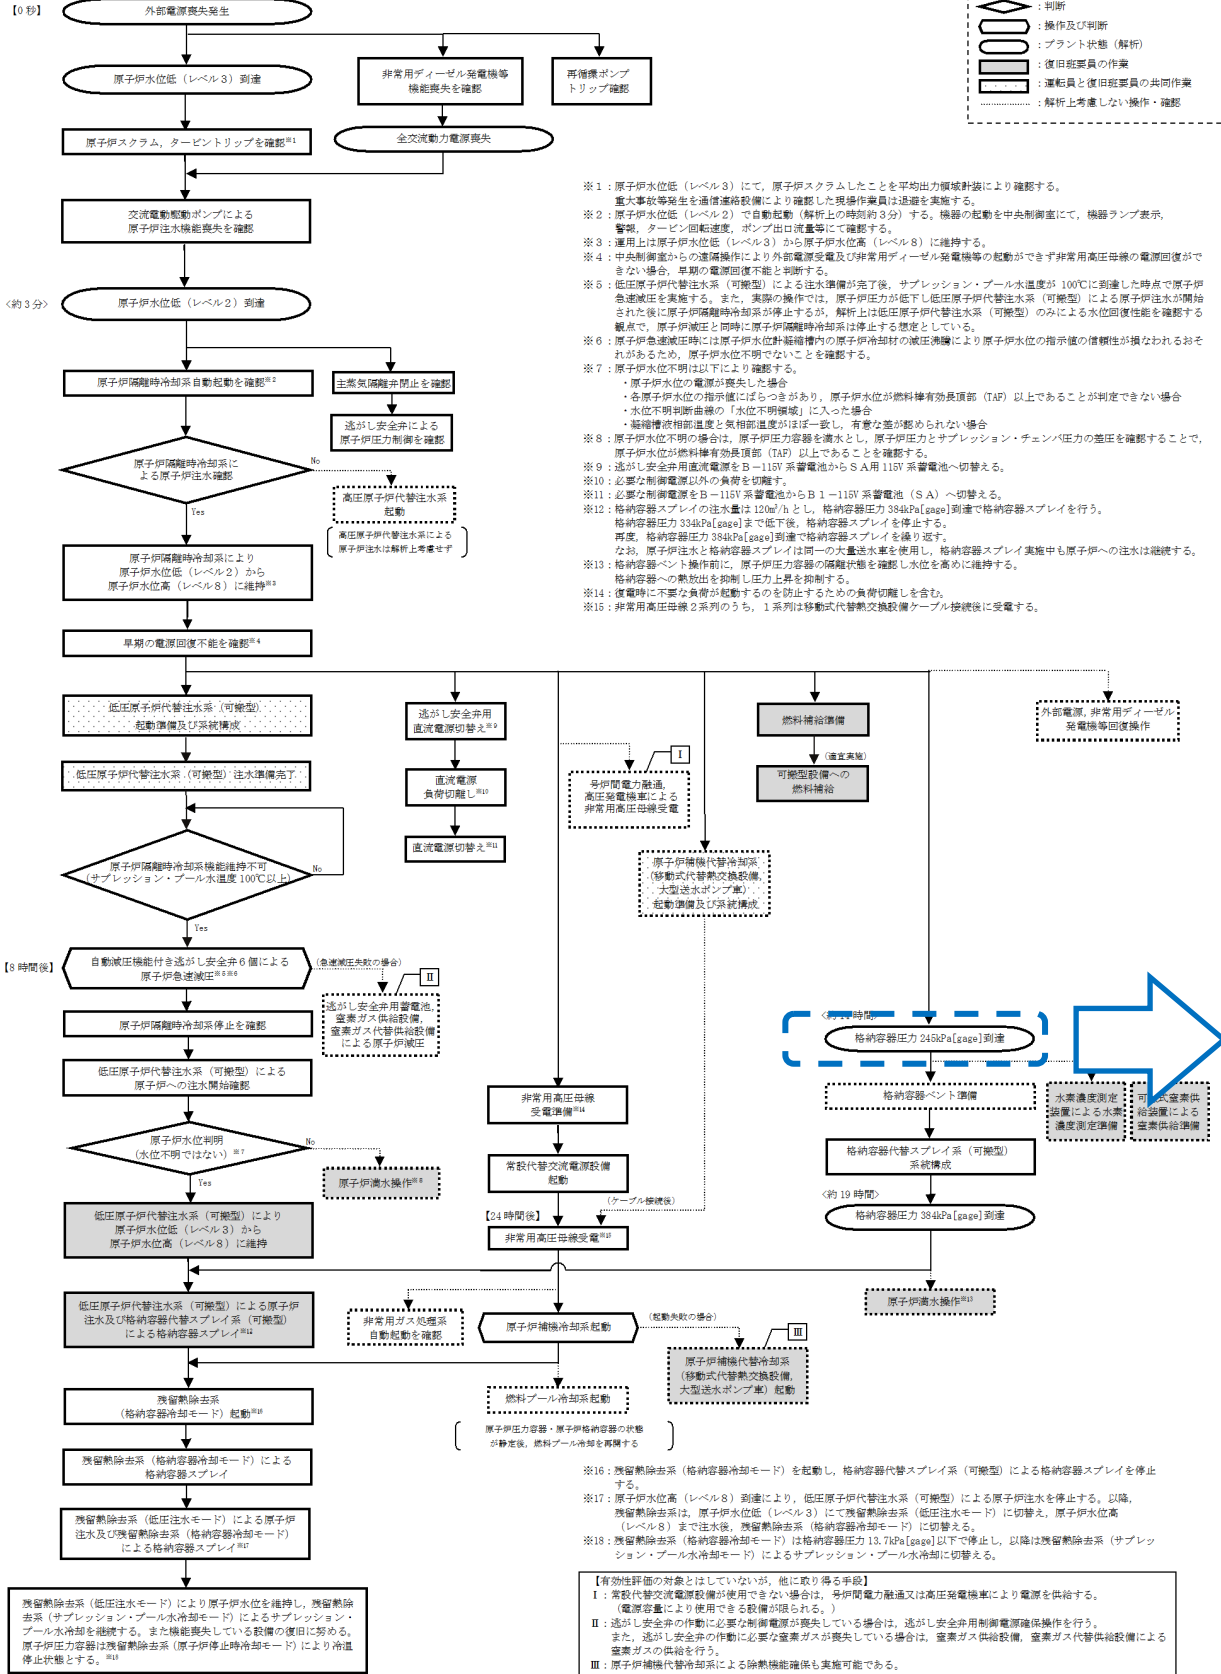 【0秒】
外部電源喪失発生
：判断
：操作及び判断
：プラント状態（解析）
：復旧班要員の作業
：運転員と復旧班要員の共同作業
：解析上考慮しない操作・確認
原子炉水位低（レベル３）到達
非常用ディーゼル発電機等
機能喪失を確認
再循環ポンプ
トリップ確認
原子炉スクラム，タービントリップを確認※1
全交流動力電源喪失
交流電動駆動ポンプによる
原子炉注水機能喪失を確認
<約３分>
原子炉水位低（レベル２）到達
原子炉隔離時冷却系自動起動を確認※2
主蒸気隔離弁閉止を確認
逃がし安全弁による
原子炉圧力制御を確認
原子炉隔離時冷却系に
よる原子炉注水確認
No
Yes
高圧原子炉代替注水系
起動
高圧原子炉代替注水系による
原子炉注水は解析上考慮せず
原子炉隔離時冷却系により
原子炉水位低（レベル２）から
原子炉水位高（レベル８）に維持※3
早期の電源回復不能を確認※4
※１：原子炉水位低（レベル３）にて，原子炉スクラムしたことを平均出力領域計装により確認する。
重大事故等発生を通信連絡設備により確認した現場作業員は退避を実施する。
※２：原子炉水位低（レベル２）で自動起動（解析上の時刻約３分）する。機器の起動を中央制御室にて，機器ランプ表示，
警報，タービン回転速度，ポンプ出口流量等にて確認する。
※３：運用上は原子炉水位低（レベル３）から原子炉水位高（レベル８）に維持する。
※４：中央制御室からの遠隔操作により外部電源受電及び非常用ディーゼル発電機等の起動ができず非常用高圧母線の電源回復がで
きない場合，早期の電源回復不能と判断する。
※５：低圧原子炉代替注水系（可搬型）による注水準備が完了後，サプレッション・プール水温度が 100℃に到達した時点で原子炉
急速減圧を実施する。また，実際の操作では，原子炉圧力が低下し低圧原子炉代替注水系（可搬型）による原子炉注水が開始
された後に原子炉隔離時冷却系が停止するが，解析上は低圧原子炉代替注水系（可搬型）のみによる水位回復性能を確認する
観点で，原子炉減圧と同時に原子炉隔離時冷却系は停止する想定としている。
※６：原子炉急速減圧時には原子炉水位計凝縮槽内の原子炉冷却材の減圧沸騰により原子炉水位の指示値の信頼性が損なわれるおそ
れがあるため，原子炉水位不明でないことを確認する。
※７：原子炉水位不明は以下により確認する。
・原子炉水位の電源が喪失した場合
・各原子炉水位の指示値にばらつきがあり，原子炉水位が燃料棒有効長頂部（TAF）以上であることが判定できない場合
・水位不明判断曲線の「水位不明領域」に入った場合
・凝縮槽液相部温度と気相部温度がほぼ一致し，有意な差が認められない場合
※８：原子炉水位不明の場合は，原子炉圧力容器を満水とし，原子炉圧力とサプレッション・チェンバ圧力の差圧を確認することで，
原子炉水位が燃料棒有効長頂部（TAF）以上であることを確認する。
※９：逃がし安全弁用直流電源をＢ－115V 系蓄電池からＳＡ用 115V 系蓄電池へ切替える。
※10：必要な制御電源以外の負荷を切離す。
※11：必要な制御電源をＢ－115V 系蓄電池からＢ１－115V 系蓄電池（ＳＡ）へ切替える。
※12：格納容器スプレイの注水量は 120m³/h とし，格納容器圧力 384kPa[gage]到達で格納容器スプレイを行う。
格納容器圧力 334kPa[gage]まで低下後，格納容器スプレイを停止する。
再度，格納容器圧力 384kPa[gage]到達で格納容器スプレイを繰り返す。
なお，原子炉注水と格納容器スプレイは同一の大量送水車を使用し，格納容器スプレイ実施中も原子炉への注水は継続する。
※13：格納容器ベント操作前に，原子炉圧力容器の隔離状態を確認し水位を高めに維持する。
格納容器への熱放出を抑制し圧力上昇を抑制する。
※14：復電時に不要な負荷が起動するのを防止するための負荷切離しを含む。
※15：非常用高圧母線２系列のうち，１系列は移動式代替熱交換設備ケーブル接続後に受電する。
低圧原子炉代替注水系（可搬型）
起動準備及び系統構成
逃がし安全弁用
直流電源切替え※9
燃料補給準備
外部電源，非常用ディーゼル
発電機等回復操作
低圧原子炉代替注水系（可搬型）注水準備完了
直流電源
負荷切離し※10
Ⅰ
号炉間電力融通，
高圧発電機車による
非常用高圧母線受電
（適宜実施）
可搬型設備への
燃料補給
直流電源切替え※11
原子炉隔離時冷却系機能維持不可
（サプレッション・プール水温度 100℃以上）
No
Yes
原子炉補機代替冷却系
（移動式代替熱交換設備，
大型送水ポンプ車）
起動準備及び系統構成
【8時間後】
自動減圧機能付き逃がし安全弁６個による
原子炉急速減圧※5※6
（急速減圧失敗の場合）
Ⅱ
逃がし安全弁用蓄電池，
窒素ガス供給設備，
窒素ガス代替供給設備
による原子炉減圧
原子炉隔離時冷却系停止を確認
時間>
格納容器圧力 245kPa[gage]到達
低圧原子炉代替注水系（可搬型）による
原子炉への注水開始確認
非常用高圧母線
受電準備※14
格納容器ベント準備
水素濃度測定
装置による水素
濃度測定準備
給装置による
窒素供給準備
原子炉水位判明
（水位不明ではない）※7
No
Yes
原子炉満水操作※8
常設代替交流電源設備
起動
格納容器代替スプレイ系（可搬型）
系統構成
（ケーブル接続後）
<約 19 時間>
低圧原子炉代替注水系（可搬型）により
原子炉水位低（レベル３）から
原子炉水位高（レベル８）に維持
【24時間後】
非常用高圧母線受電※15
格納容器圧力 384kPa[gage]到達
低圧原子炉代替注水系（可搬型）による原子炉
注水及び格納容器代替スプレイ系（可搬型）
による格納容器スプレイ※12
原子炉満水操作※13
非常用ガス処理系
自動起動を確認
原子炉補機冷却系起動
（起動失敗の場合）
Ⅲ
原子炉補機代替冷却系
（移動式代替熱交換設備，
大型送水ポンプ車）起動
残留熱除去系
（格納容器冷却モード）起動※16
燃料プール冷却系起動
原子炉圧力容器・原子炉格納容器の状態
が静定後，燃料プール冷却を再開する
残留熱除去系（格納容器冷却モード）による
格納容器スプレイ
残留熱除去系（低圧注水モード）による原子炉
注水及び残留熱除去系（格納容器冷却モード）
による格納容器スプレイ※17
※16：残留熱除去系（格納容器冷却モード）を起動し，格納容器代替スプレイ系（可搬型）による格納容器スプレイを停止
する。
※17：原子炉水位高（レベル８）到達により，低圧原子炉代替注水系（可搬型）による原子炉注水を停止する。以降，
残留熱除去系は，原子炉水位低（レベル３）にて残留熱除去系（低圧注水モード）に切替え，原子炉水位高
（レベル８）まで注水後，残留熱除去系（格納容器冷却モード）に切替える。
※18：残留熱除去系（格納容器冷却モード）は格納容器圧力 13.7kPa[gage]以下で停止し，以降は残留熱除去系（サプレッ
ション・プール水冷却モード）によるサプレッション・プール水冷却に切替える。
残留熱除去系（低圧注水モード）により原子炉水位を維持し，残留熱除
去系（サプレッション・プール水冷却モード）によるサプレッション・
プール水冷却を継続する。また機能喪失している設備の復旧に努める。
原子炉圧力容器は残留熱除去系（原子炉停止時冷却モード）により冷温
停止状態とする。※18
【有効性評価の対象とはしていないが，他に取り得る手段】
Ⅰ：常設代替交流電源設備が使用できない場合は，号炉間電力融通又は高圧発電機車により電源を供給する。
（電源容量により使用できる設備が限られる。）
Ⅱ：逃がし安全弁の作動に必要な制御電源が喪失している場合は，逃がし安全弁用制御電源確保操作を行う。
また，逃がし安全弁の作動に必要な窒素ガスが喪失している場合は，窒素ガス供給設備，窒素ガス代替供給設備による
窒素ガスの供給を行う。
Ⅲ：原子炉補機代替冷却系による除熱機能確保も実施可能である。